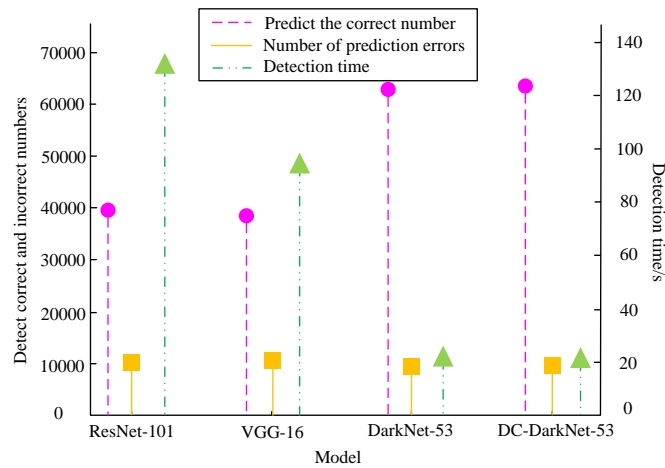 Predict the correct number
Number of prediction errors
Detection time
Detect correct and incorrect numbers
70000
60000
50000
40000
30000
20000
10000
0
140
120
100
80
60
40
20
0
Detection time/s
ResNet-101
VGG-16
DarkNet-53
DC-DarkNet-53
Model